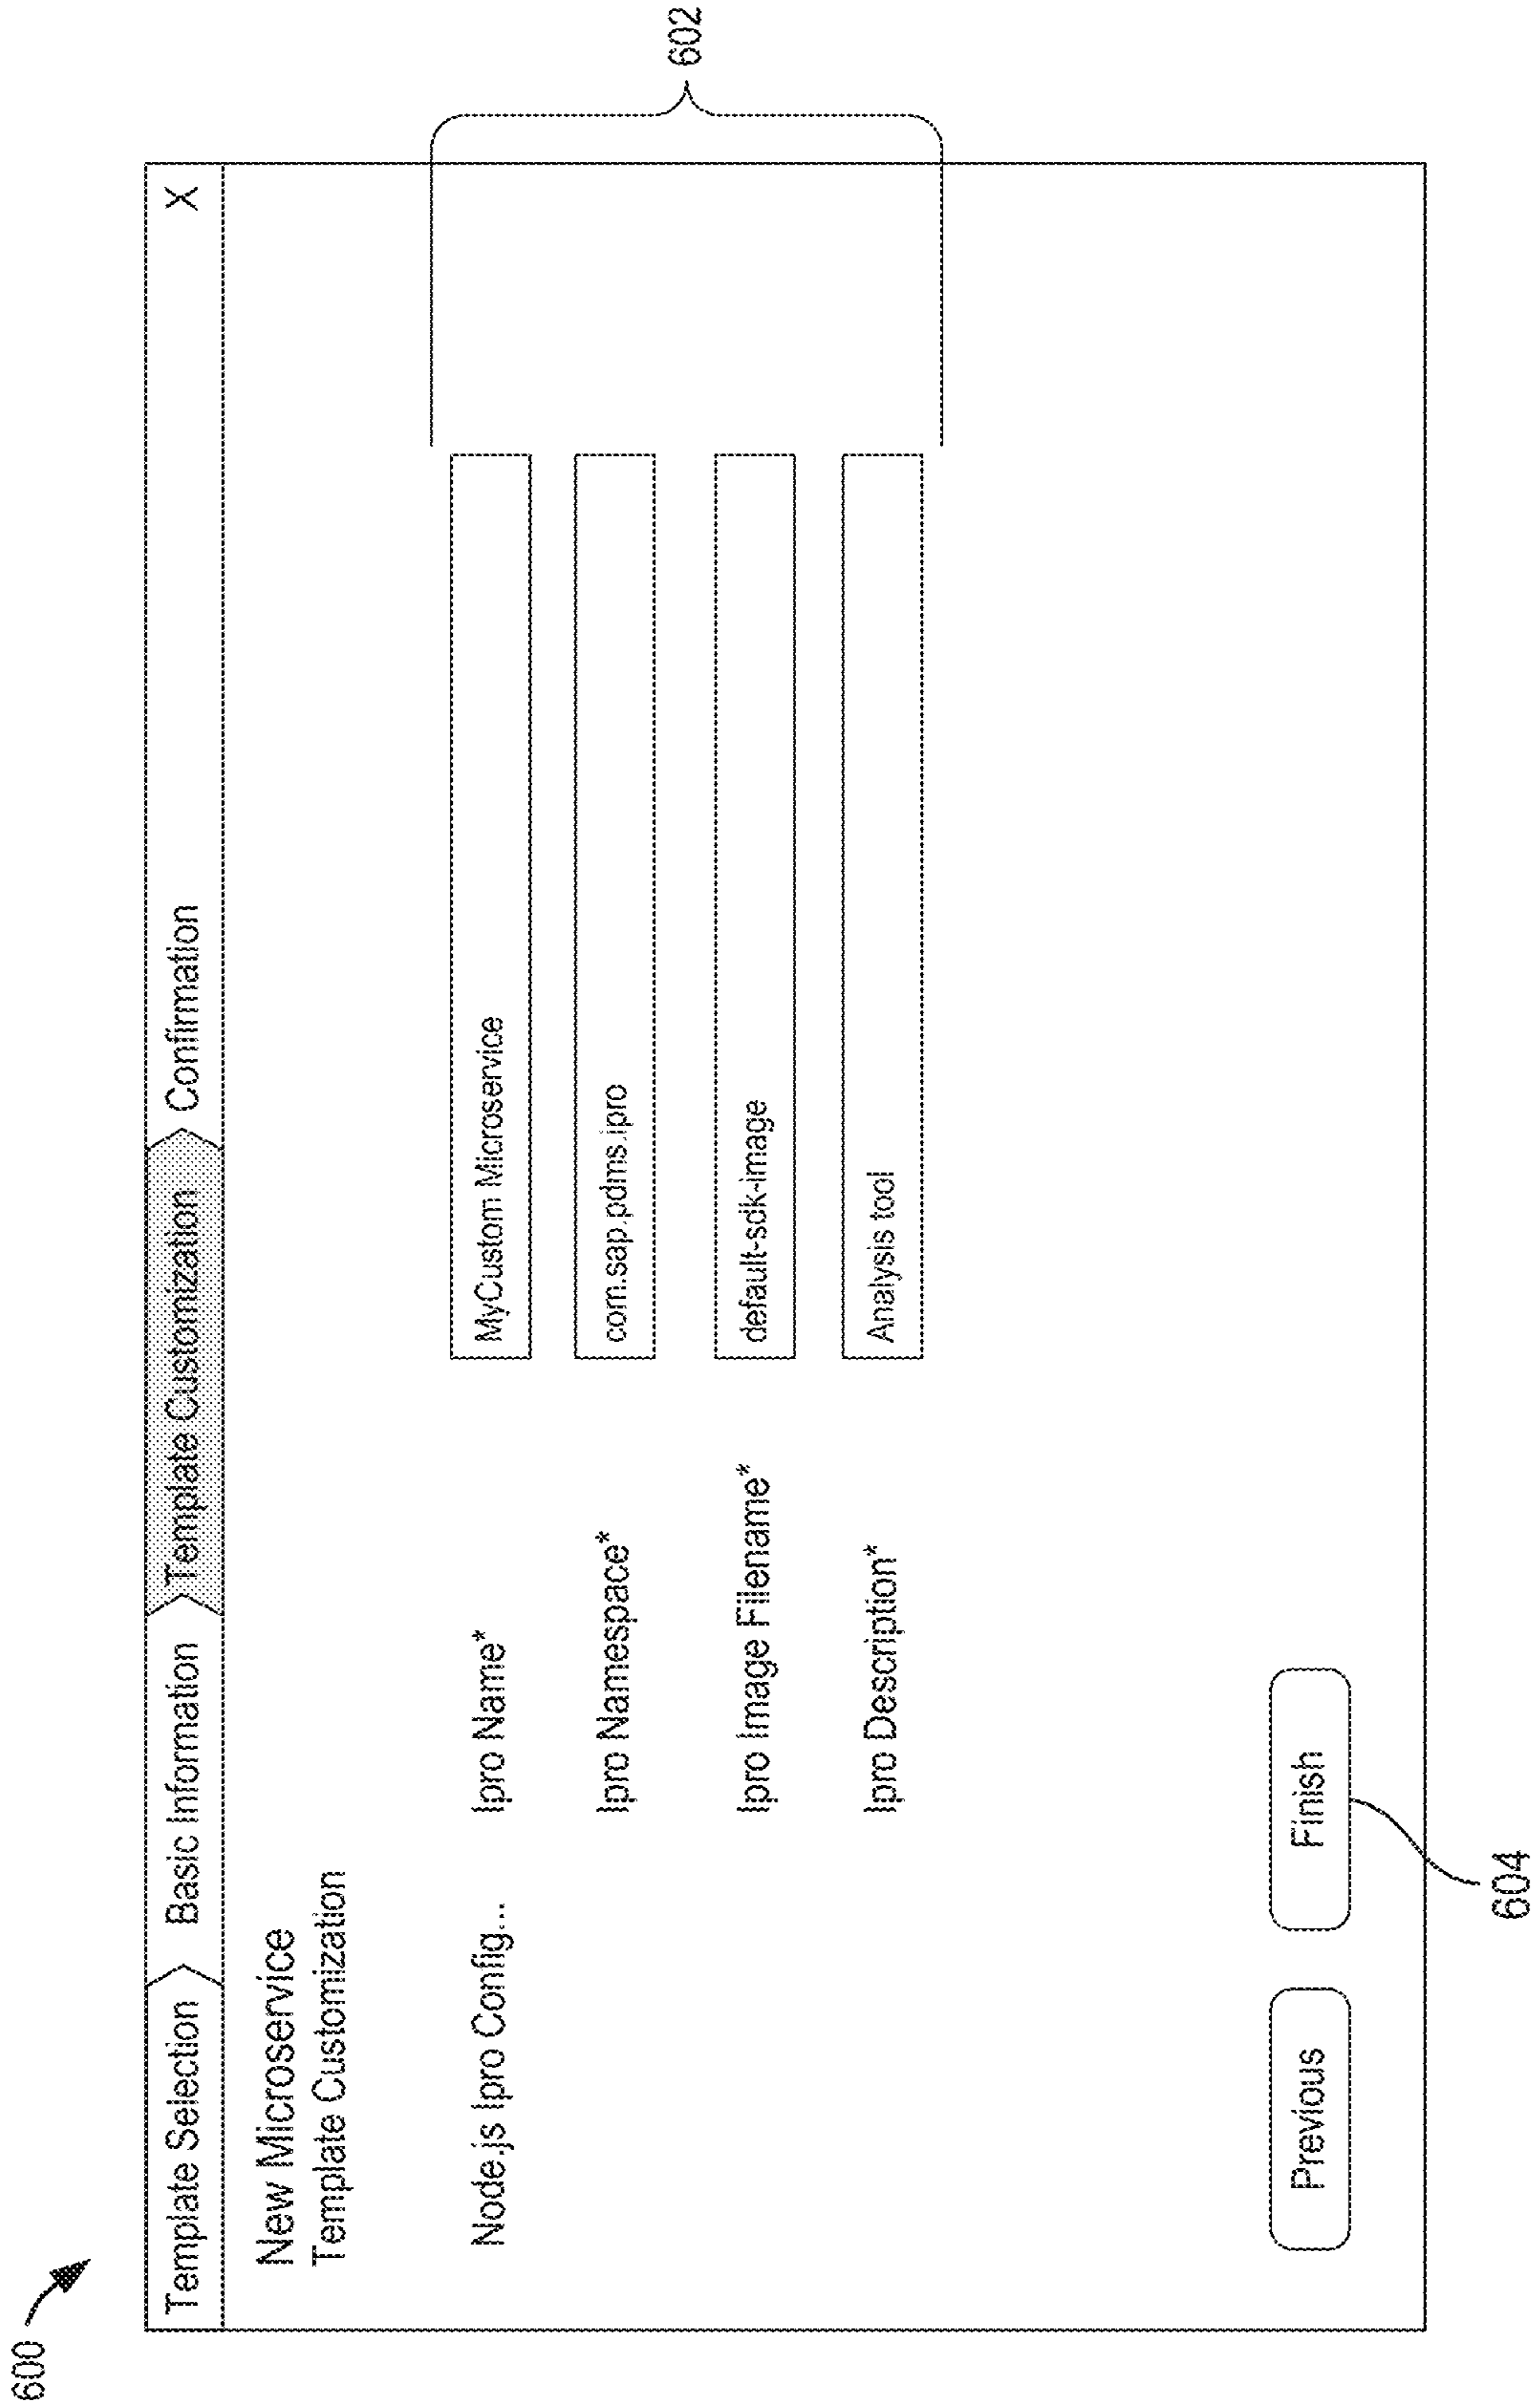 600
Template Selection Basic Information Template Customization Confirmation X
New Microservice
Template Customization
Node.js Ipro Config... Ipro Name* MyCustom Microservice
Ipro Namespace* com.sap.pdms.ipro
Ipro Image Filename* default-sdk-image
Ipro Description* Analysis tool
602
Previous Finish
604